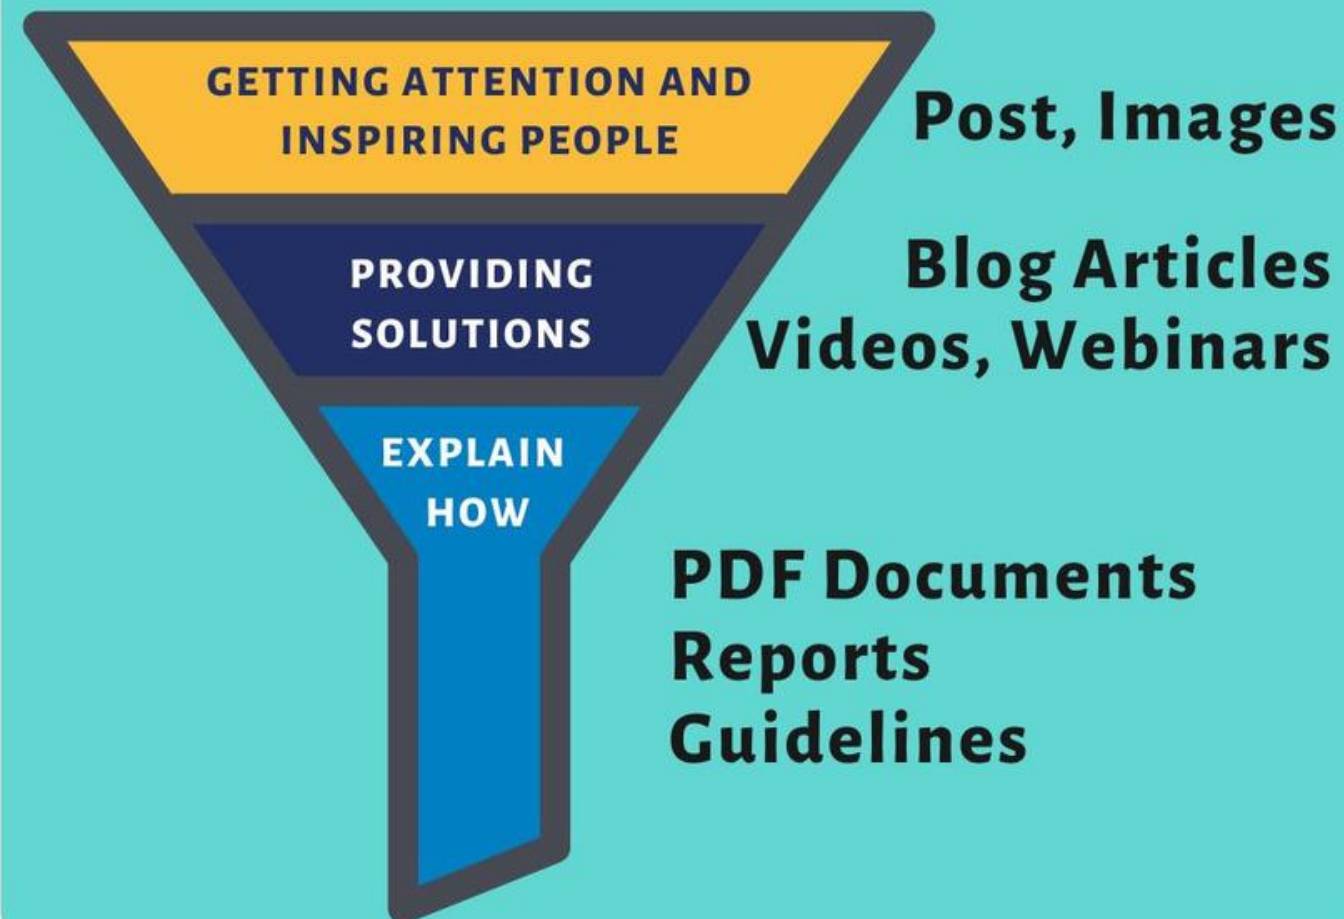 GETTING ATTENTION AND
INSPIRING PEOPLE
Post, Images
PROVIDING
SOLUTIONS
Blog Articles
Videos, Webinars
EXPLAIN
HOW
PDF Documents
Reports
Guidelines